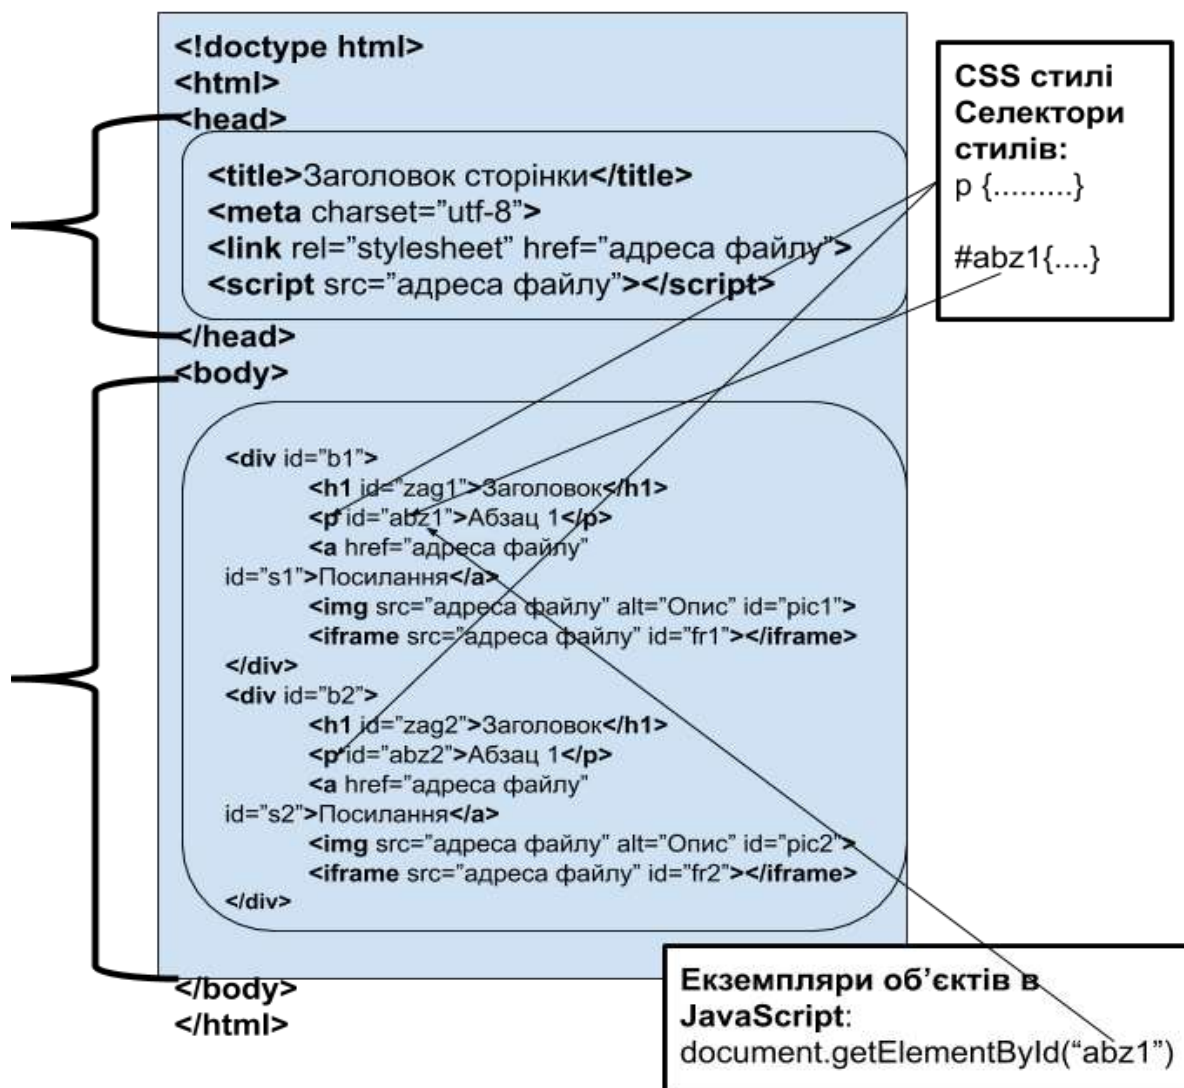 <!doctype html>
<html>
<head>
<title>Заголовок сторінки</title>
<meta charset=”utf-8”>
<link rel=”stylesheet” href=”адреса файлу”>
<script src=”адреса файлу”></script>
</head>
<body>
<div id=”b1”>
<h1 id=”zag1”>Заголовок</h1>
<p id=”abz1”>Абзац 1</p>
<a href=”адреса файлу”
id=”s1”>Посилання</a>
<img src=”адреса файлу” alt=”Опис” id=”pic1”>
<iframe src=”адреса файлу” id=”fr1”></iframe>
</div>
<div id=”b2”>
<h1 id=”zag2”>Заголовок</h1>
<p id=”abz2”>Абзац 1</p>
<a href=”адреса файлу”
id=”s2”>Посилання</a>
<img src=”адреса файлу” alt=”Опис” id=”pic2”>
<iframe src=”адреса файлу” id=”fr2”></iframe>
</div>
</body>
</html>
CSS стилі
Селектори
стилів:
p {.........}
#abz1{....}
Екземпляри об’єктів в
JavaScript:
document.getElementById(“abz1”)